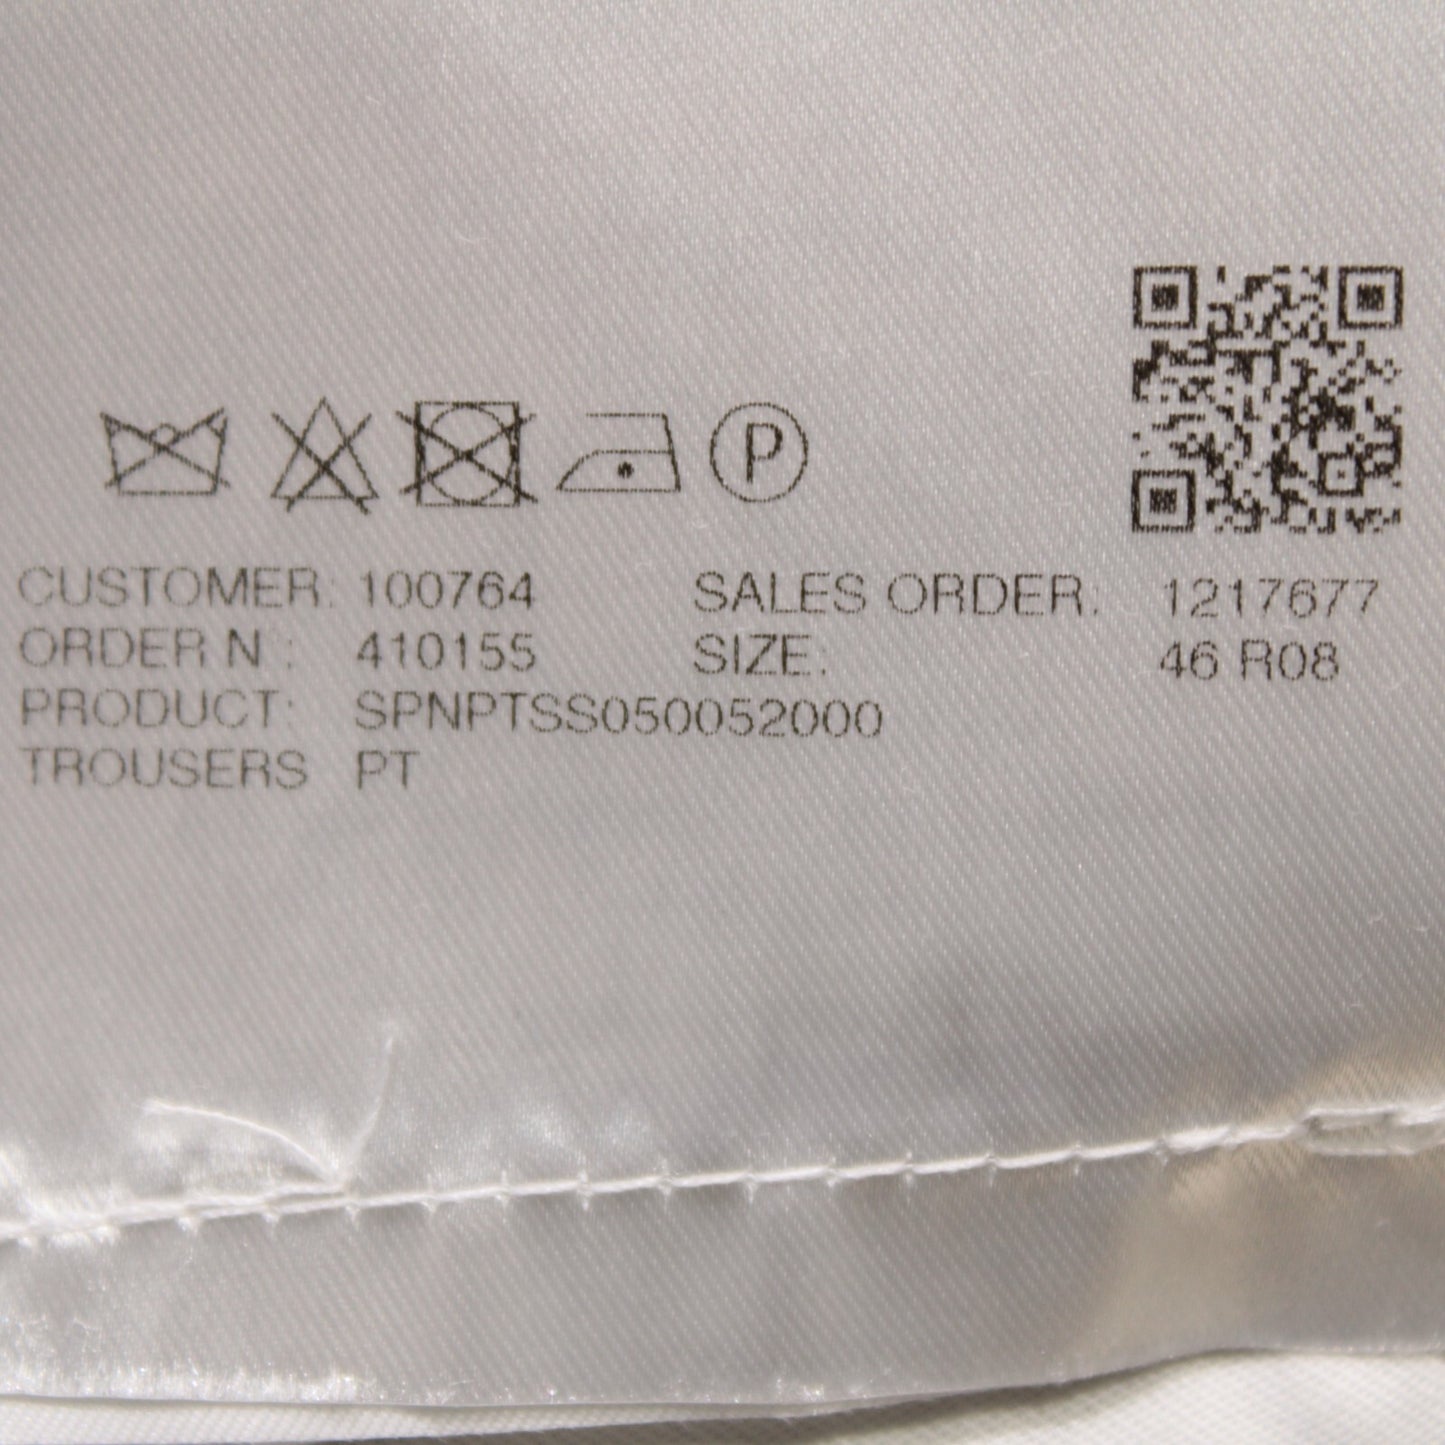 P
CUSTOMER: 100764 SALES ORDER: 1217677
ORDER N : 410155 SIZE: 46 R08
PRODUCT: SPNPTSS050052000
TROUSERS PT